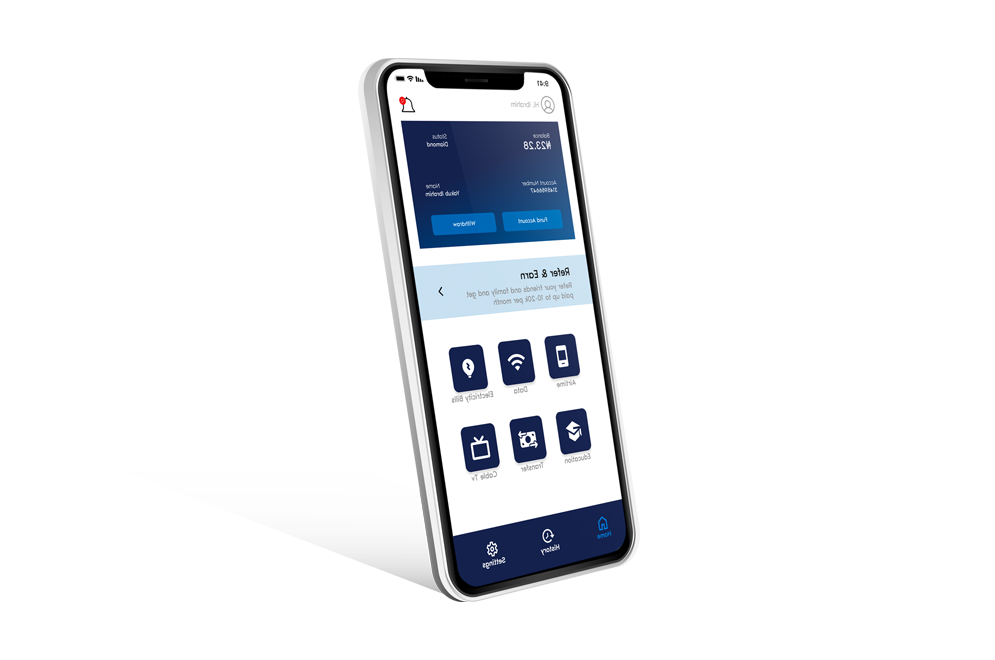 9:41
Hi, Ibrahim
Balance
₦23.28
Status
Diamond
Account Number
314596647
Name
Yakub Ibrahim
Fund Account
Withdraw
Refer & Earn
Refer your friends and family and get
paid up to 10-20k per month
Airtime
Data
Electricity Bills
Education
Transfer
Cable Tv
Home
History
Settings